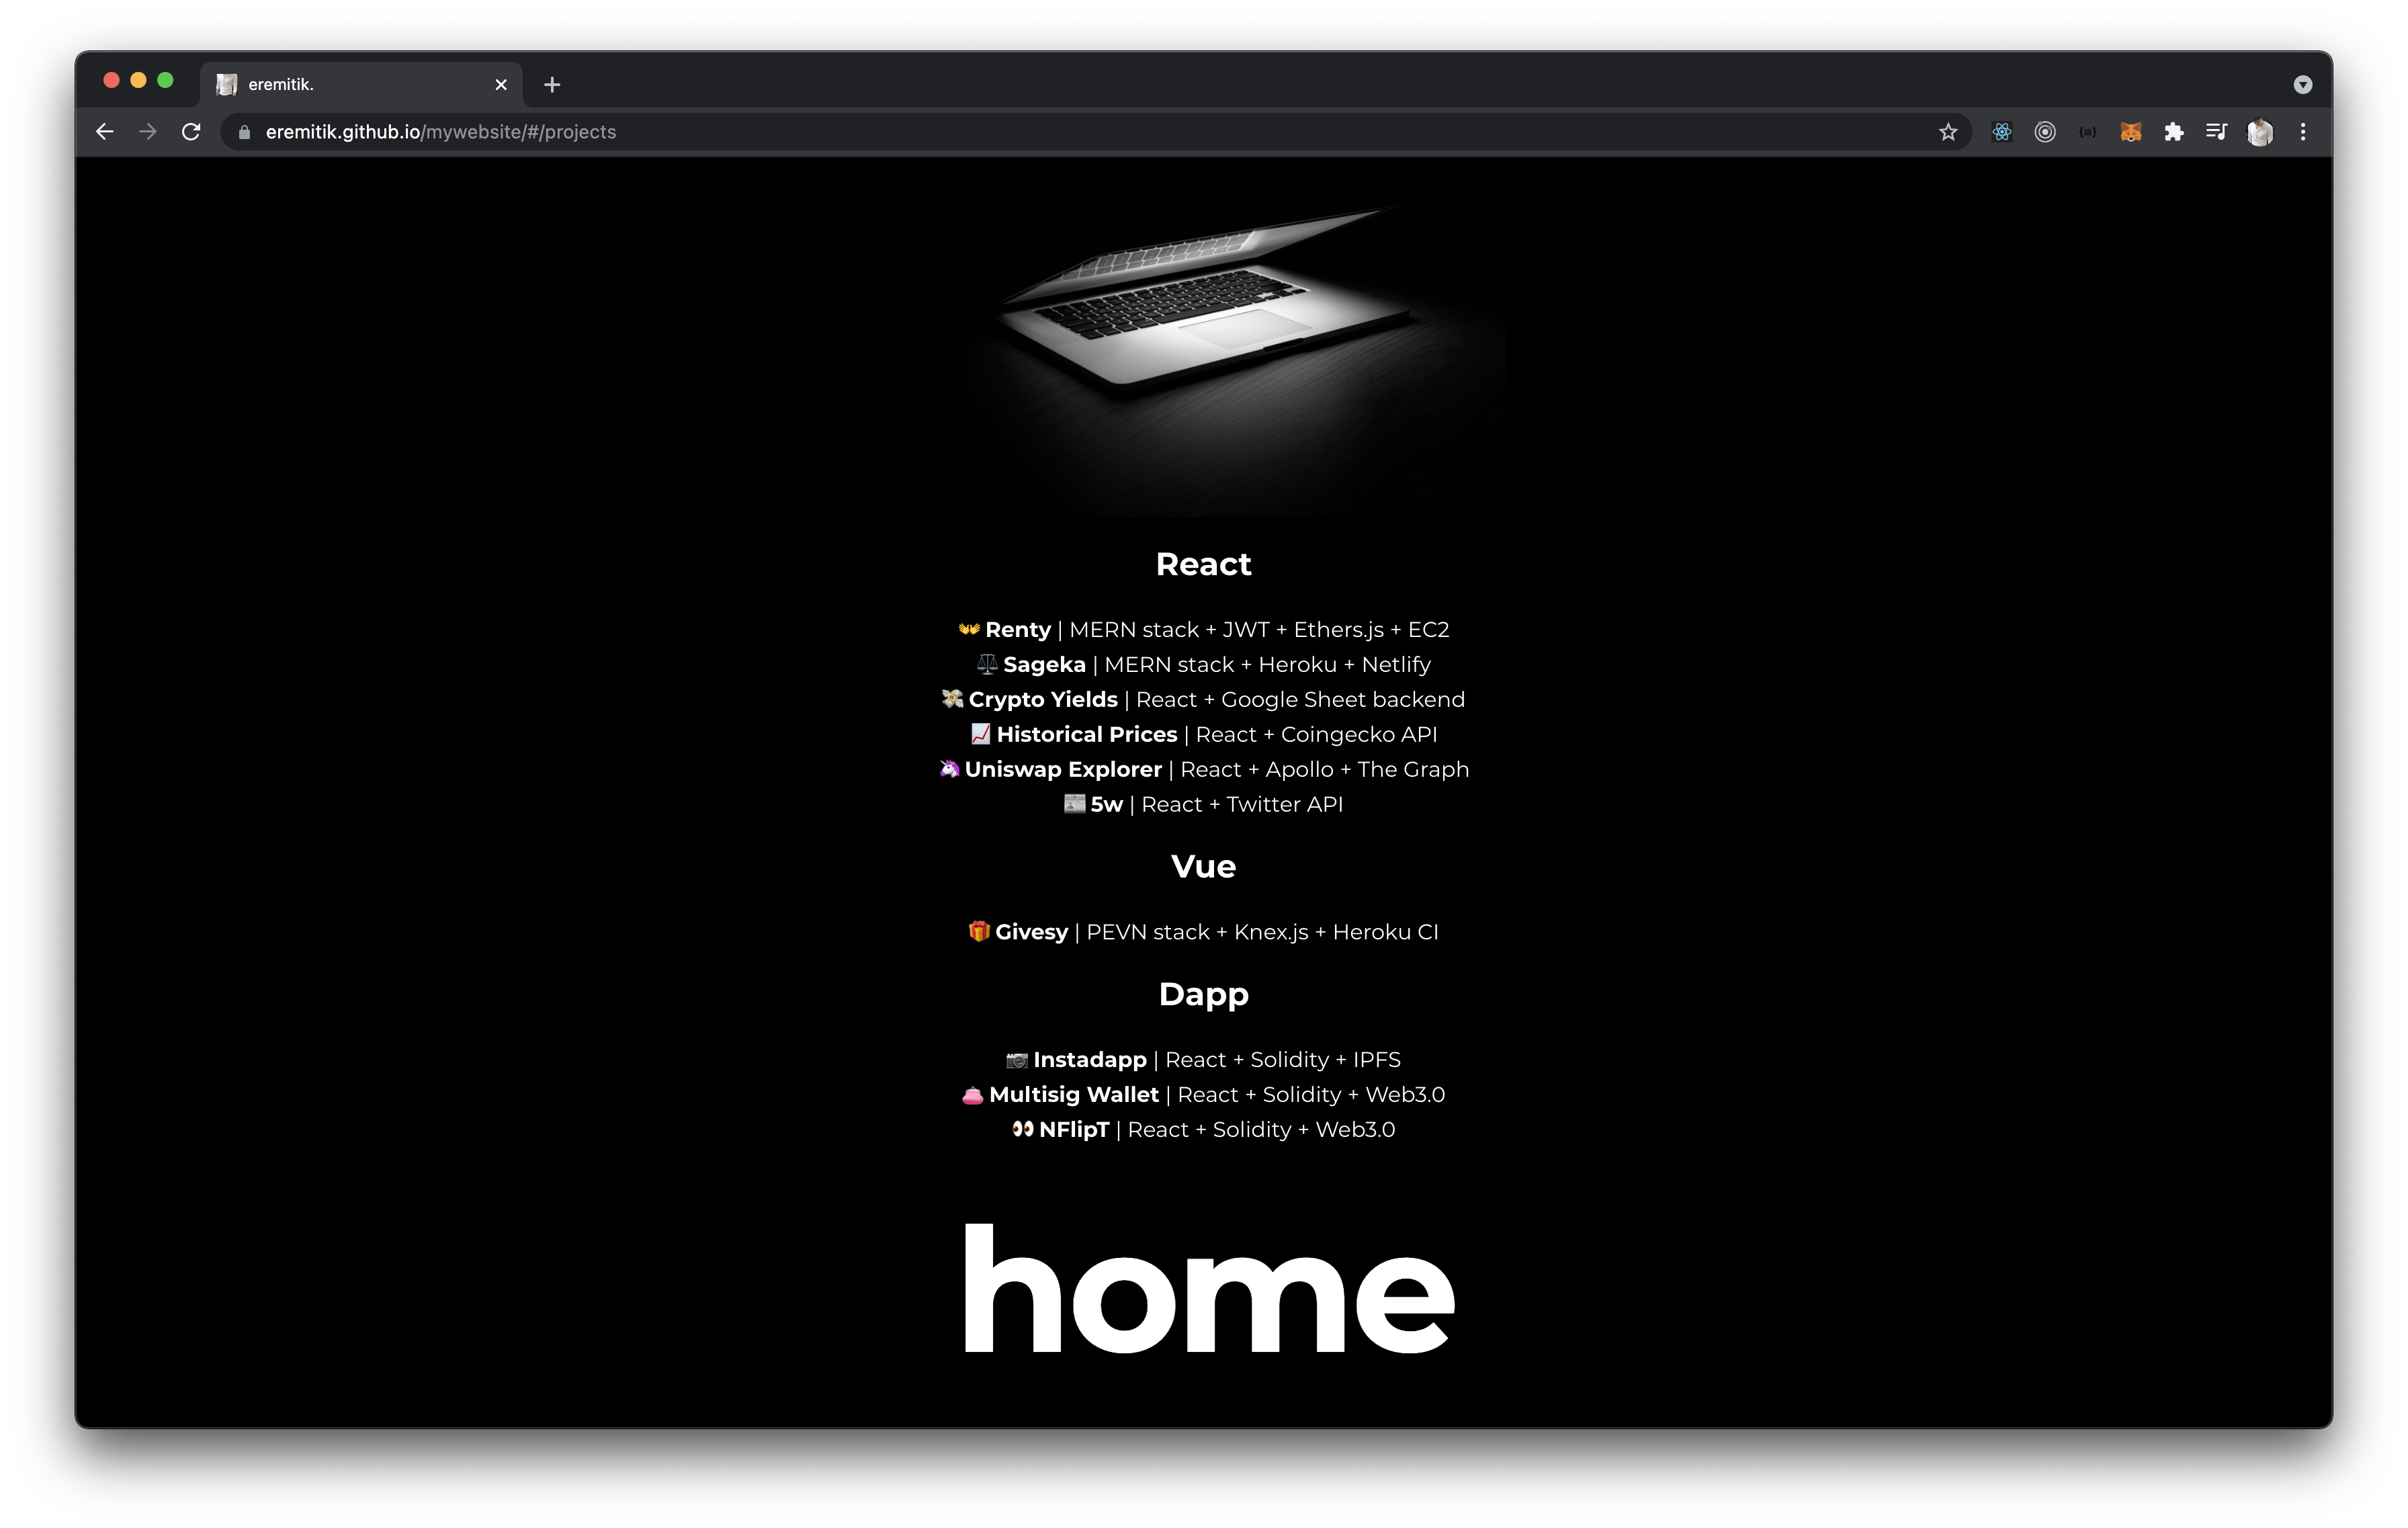 eremitik.
eremitik.github.io/mywebsite/#/projects
React
👐 Renty | MERN stack + JWT + Ethers.js + EC2
⚖️ Sageka | MERN stack + Heroku + Netlify
💸 Crypto Yields | React + Google Sheet backend
📈 Historical Prices | React + Coingecko API
🦄 Uniswap Explorer | React + Apollo + The Graph
📰 5w | React + Twitter API
Vue
🎁 Givesy | PEVN stack + Knex.js + Heroku CI
Dapp
📷 Instadapp | React + Solidity + IPFS
👛 Multisig Wallet | React + Solidity + Web3.0
👀 NFlipT | React + Solidity + Web3.0
home